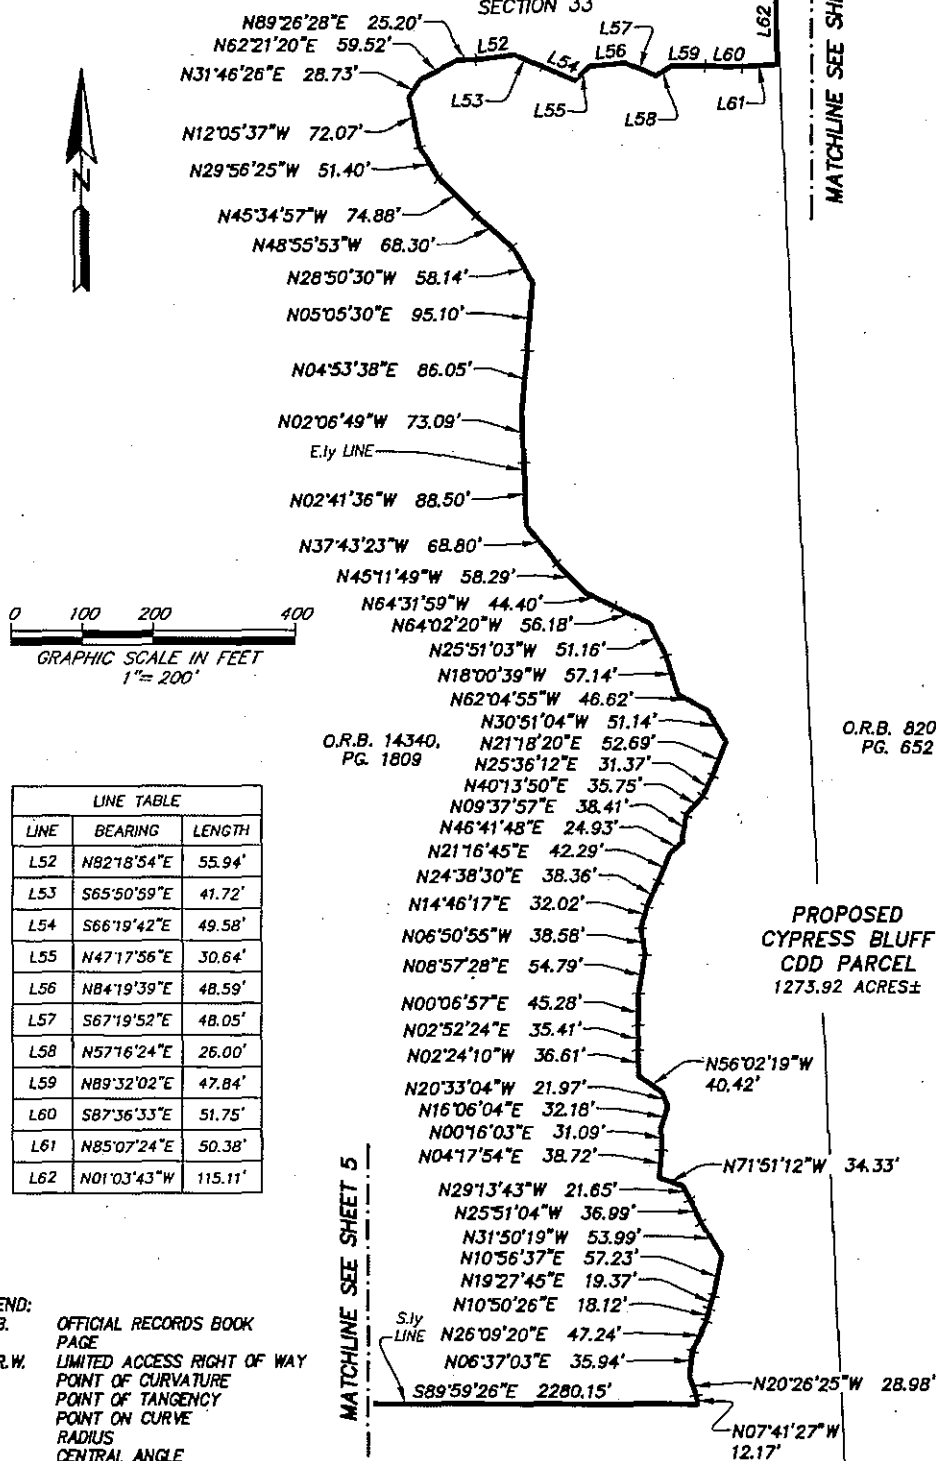 SECTION 33
N89°26'28"E 25.20'
N62°21'20"E 59.52'
N31°46'26"E 28.73'
N12°05'37"W 72.07'
N29°56'25"W 51.40'
N45°34'57"W 74.88'
N48°55'53"W 68.30'
N28°50'30"W 58.14'
N05°05'30"E 95.10'
N04°53'38"E 86.05'
N02°06'49"W 73.09'
E.ly LINE
N02°41'36"W 88.50'
N37°43'23"W 68.80'
N45°11'49"W 58.29'
N64°31'59"W 44.40'
N64°02'20"W 56.18'
N25°51'03"W 51.16'
N18°00'39"W 57.14'
N62°04'55"W 46.62'
N30°51'04"W 51.14'
N21°18'20"E 52.69'
N25°36'12"E 31.37'
N40°13'50"E 35.75'
N09°37'57"E 38.41'
N46°41'48"E 24.93'
N21°16'45"E 42.29'
N24°38'30"E 38.36'
N14°46'17"E 32.02'
N06°50'55"W 38.58'
N08°57'28"E 54.79'
N00°06'57"E 45.28'
N02°52'24"E 35.41'
N02°24'10"W 36.61'
N56°02'19"W
40.42'
N20°33'04"W 21.97'
N16°06'04"E 32.18'
N00°16'03"E 31.09'
N04°17'54"E 38.72'
N71°51'12"W 34.33'
N29°13'43"W 21.65'
N25°51'04"W 36.99'
N31°50'19"W 53.99'
N10°56'37"E 57.23'
N19°27'45"E 19.37'
N10°50'26"E 18.12'
N26°09'20"E 47.24'
N06°37'03"E 35.94'
N20°26'25"W 28.98'
N07°41'27"W
12.17'
S.ly
LINE
S89°59'26"E 2280.15'
L52
L53
L54
L55
L56
L57
L58
L59
L60
L61
L62
MATCHLINE SEE SHE
N
0 200 400
GRAPHIC SCALE IN FEET
1"= 200'
O.R.B. 14340,
PG. 1809
O.R.B. 820
PG. 652
PROPOSED
CYPRESS BLUFF
CDD PARCEL
1273.92 ACRES±
MATCHLINE SEE SHEET 5
LINE TABLE
LINE BEARING LENGTH
L52 N82°18'54"E 55.94'
L53 S65°50'59"E 41.72'
L54 S66°19'42"E 49.58'
L55 N47°17'56"E 30.64'
L56 N84°19'39"E 48.59'
L57 S67°19'52"E 48.05'
L58 N57°16'24"E 26.00'
L59 N89°32'02"E 47.84'
L60 S87°36'33"E 51.75'
L61 N85°07'24"E 50.38'
L62 N01°03'43"W 115.11'
END:
B. OFFICIAL RECORDS BOOK
PAGE
R.W. LIMITED ACCESS RIGHT OF WAY
POINT OF CURVATURE
POINT OF TANGENCY
POINT ON CURVE
RADIUS
CENTRAL ANGLE